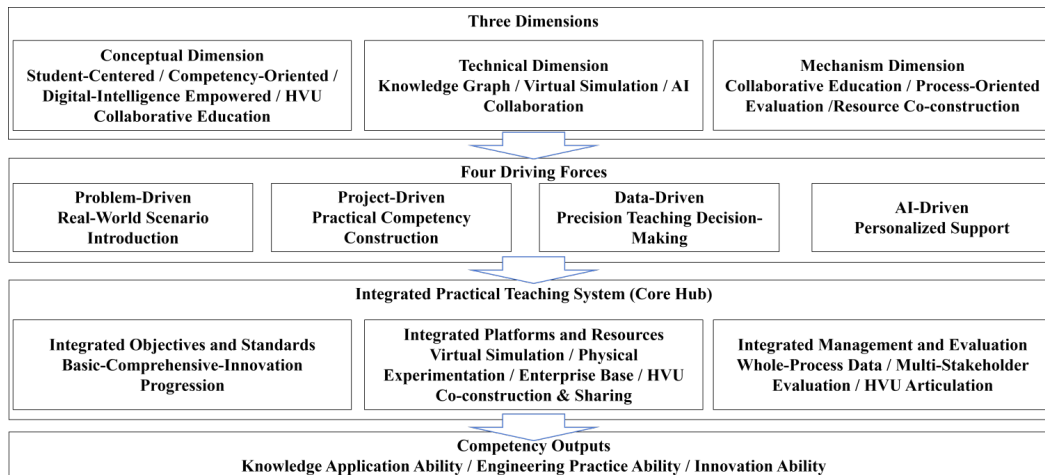 Three Dimensions
Conceptual Dimension
Student-Centered / Competency-Oriented /
Digital-Intelligence Empowered / HVU
Collaborative Education
Technical Dimension
Knowledge Graph / Virtual Simulation / AI
Collaboration
Mechanism Dimension
Collaborative Education / Process-Oriented
Evaluation /Resource Co-construction
Four Driving Forces
Problem-Driven
Real-World Scenario
Introduction
Project-Driven
Practical Competency
Construction
Data-Driven
Precision Teaching Decision-
Making
AI-Driven
Personalized Support
Integrated Practical Teaching System (Core Hub)
Integrated Objectives and Standards
Basic-Comprehensive-Innovation
Progression
Integrated Platforms and Resources
Virtual Simulation / Physical
Experimentation / Enterprise Base / HVU
Co-construction & Sharing
Integrated Management and Evaluation
Whole-Process Data / Multi-Stakeholder
Evaluation / HVU Articulation
Competency Outputs
Knowledge Application Ability / Engineering Practice Ability / Innovation Ability